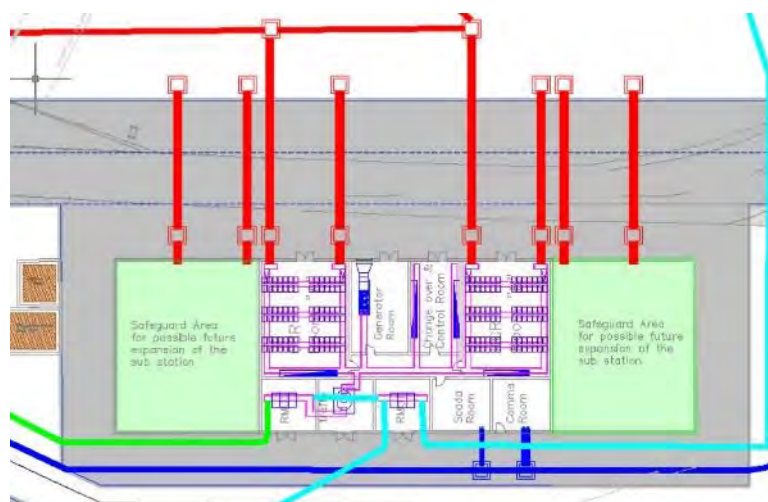 Safeguard Area
for possible future
expansion of the
sub station
Generator
Room
Change over &
Control Room
Safeguard Area
for possible future
expansion of the
sub station
Scada
Room
Comms
Room